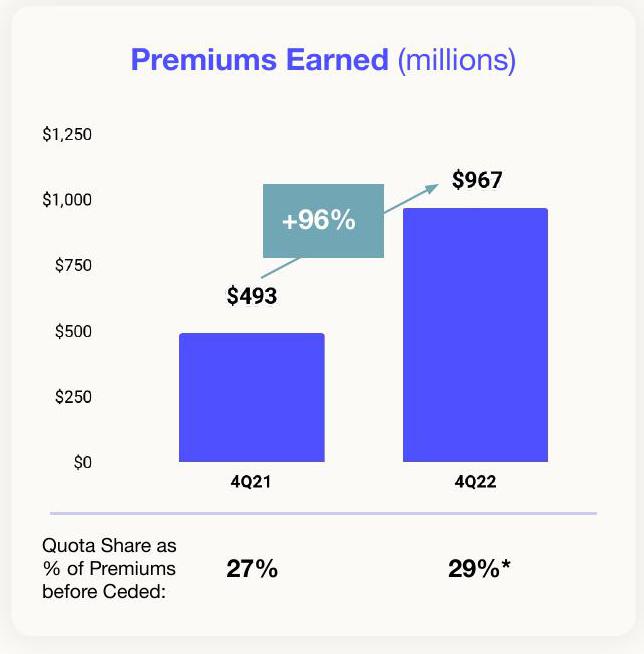 Premiums Earned (millions)
$1,250
$1,000
$750
$500
$250
$0
+96%
$493
$967
4Q21
4Q22
Quota Share as
% of Premiums
before Ceded:
27%
29%*